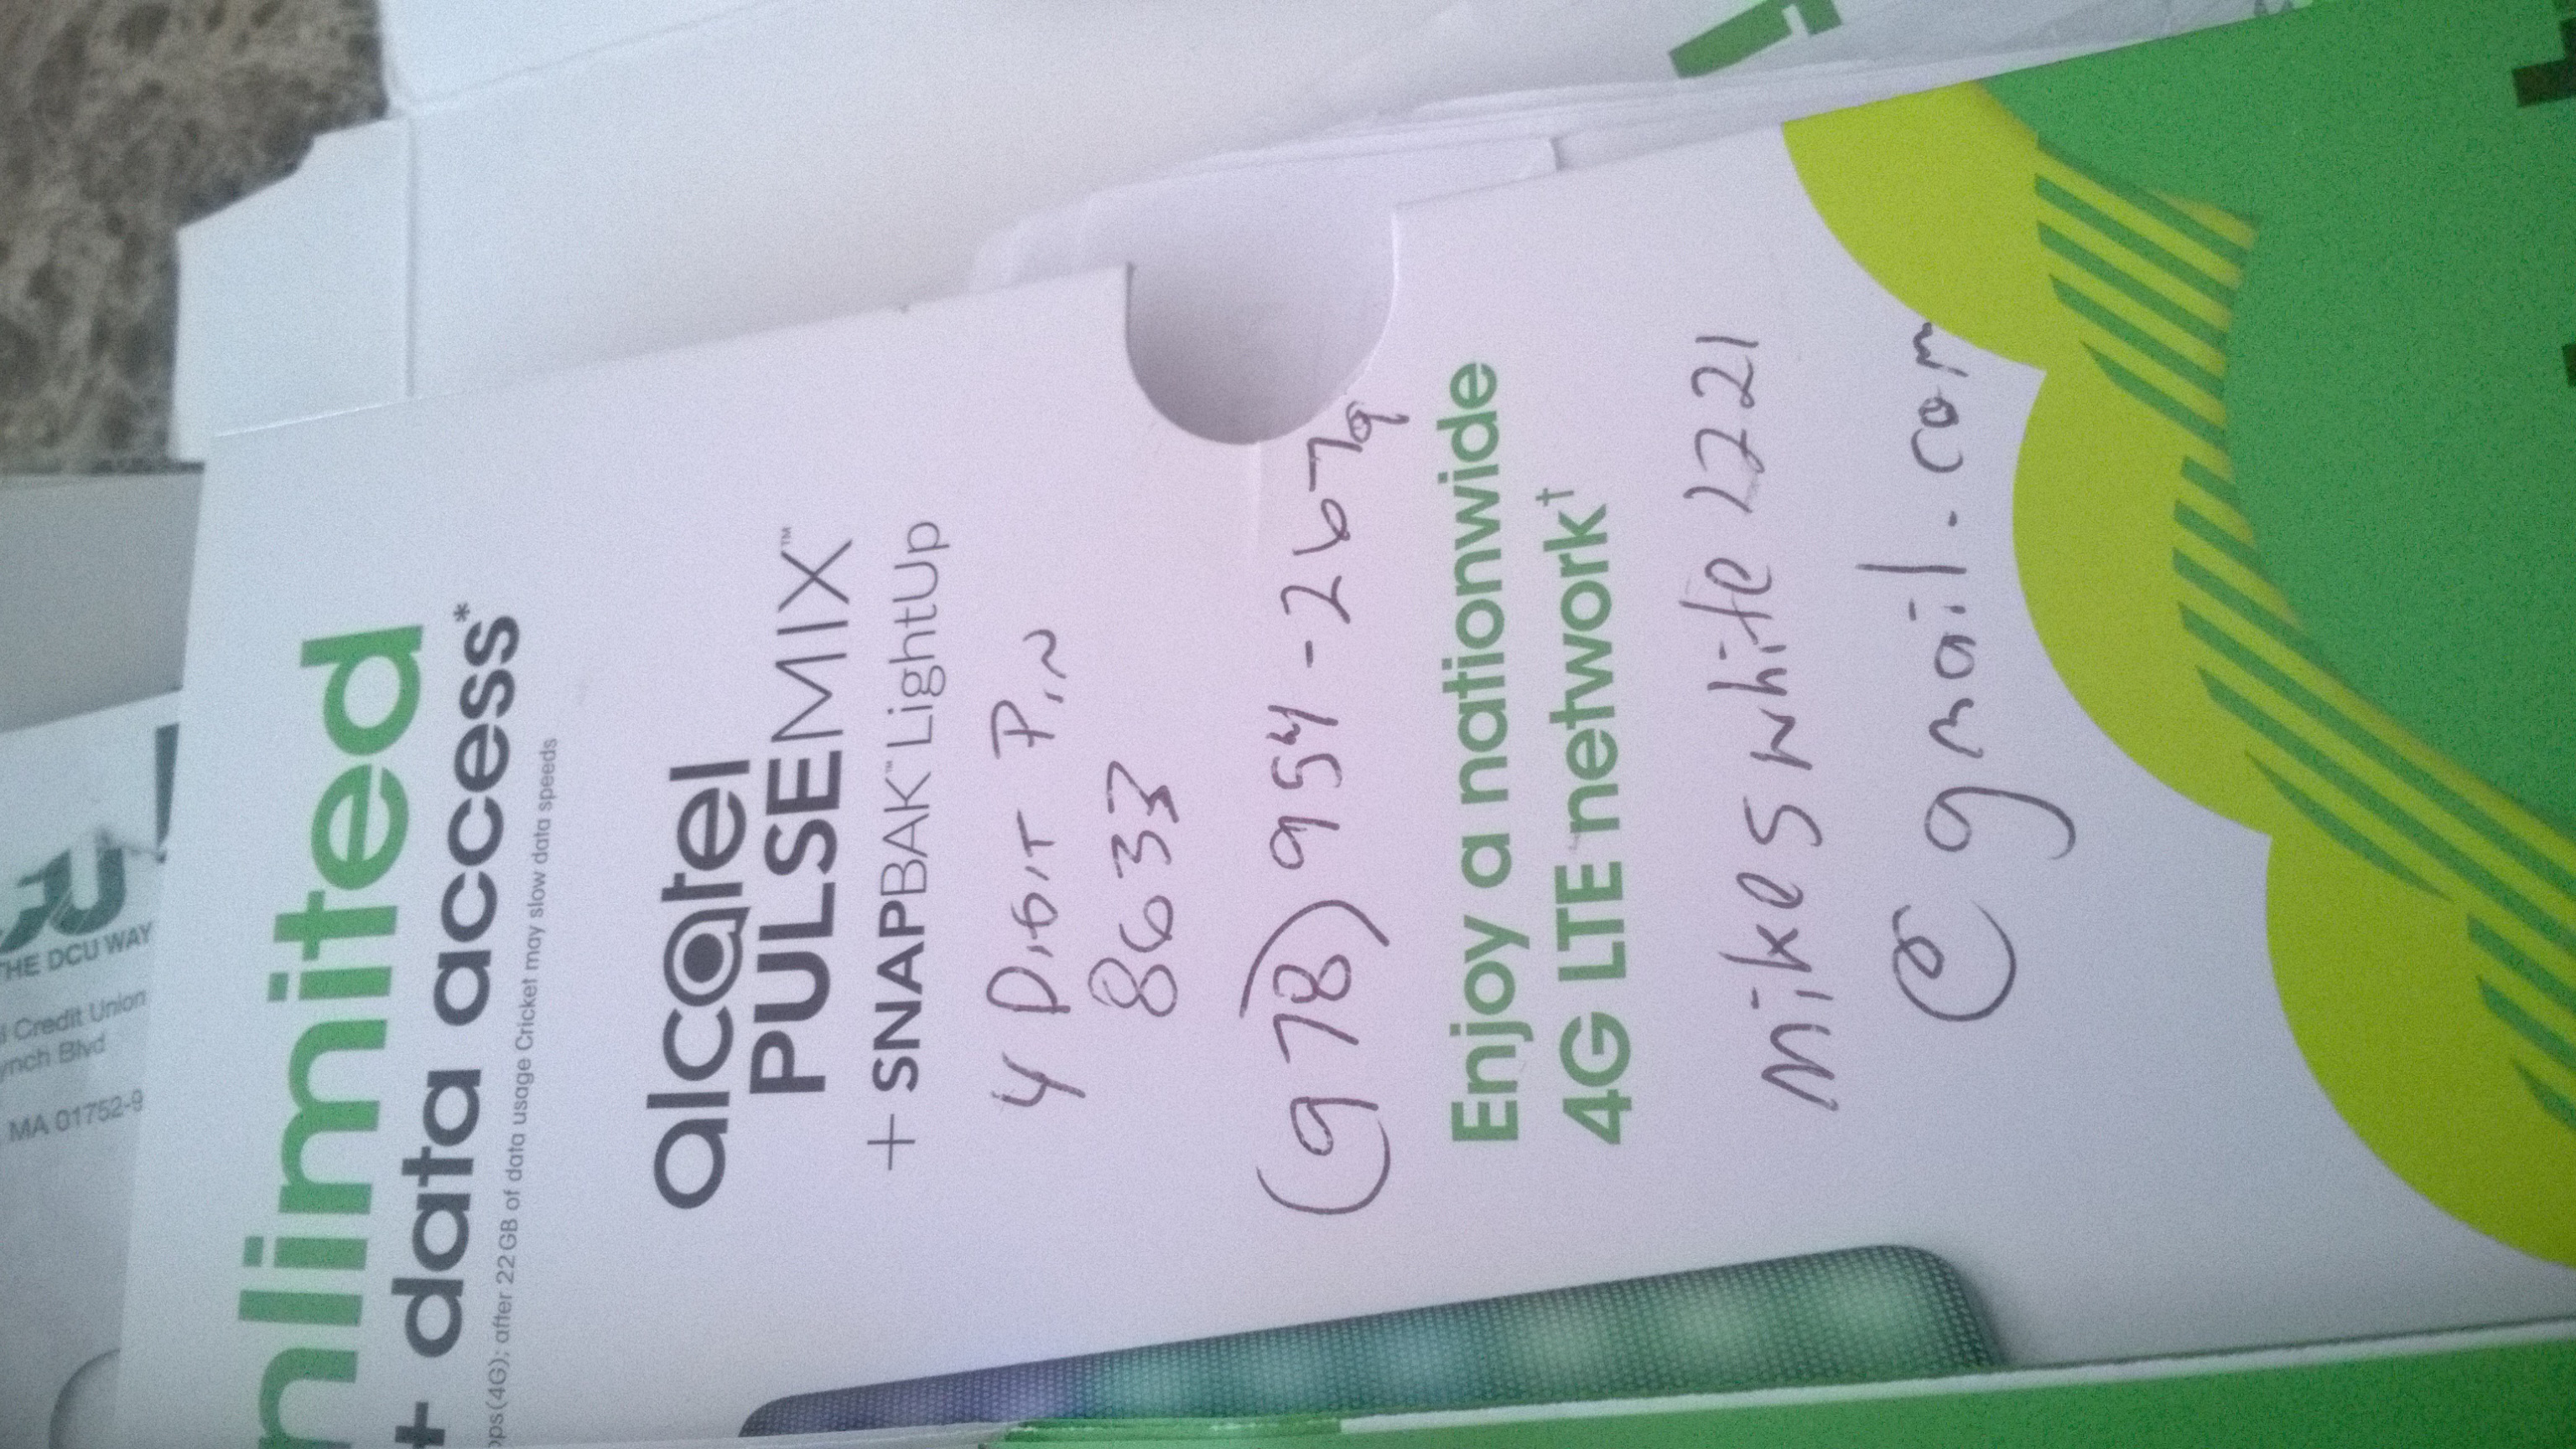 nlimited
+ data access*
ops(4G); after 22GB of data usage Cricket may slow data speeds
alcatel
PULSEMIX™
+ SNAPBAK™ LightUp
4 DIGIT PIN
8633
(978) 954-2679
Enjoy a nationwide
4G LTE network†
mikeswhite1221
@gmail.com
THE DCU WAY
Credit Union
ynch Blvd
MA 01752-9